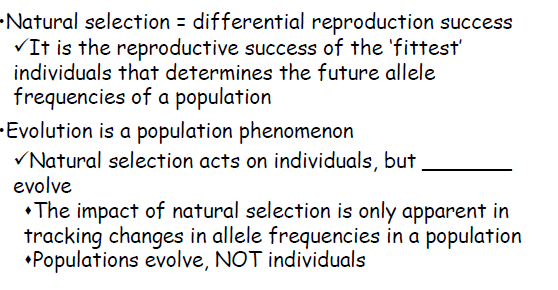 •Natural selection = differential reproduction success
✓It is the reproductive success of the ‘fittest’
individuals that determines the future allele
frequencies of a population
•Evolution is a population phenomenon
✓Natural selection acts on individuals, but ________
evolve
♦The impact of natural selection is only apparent in
tracking changes in allele frequencies in a population
♦Populations evolve, NOT individuals